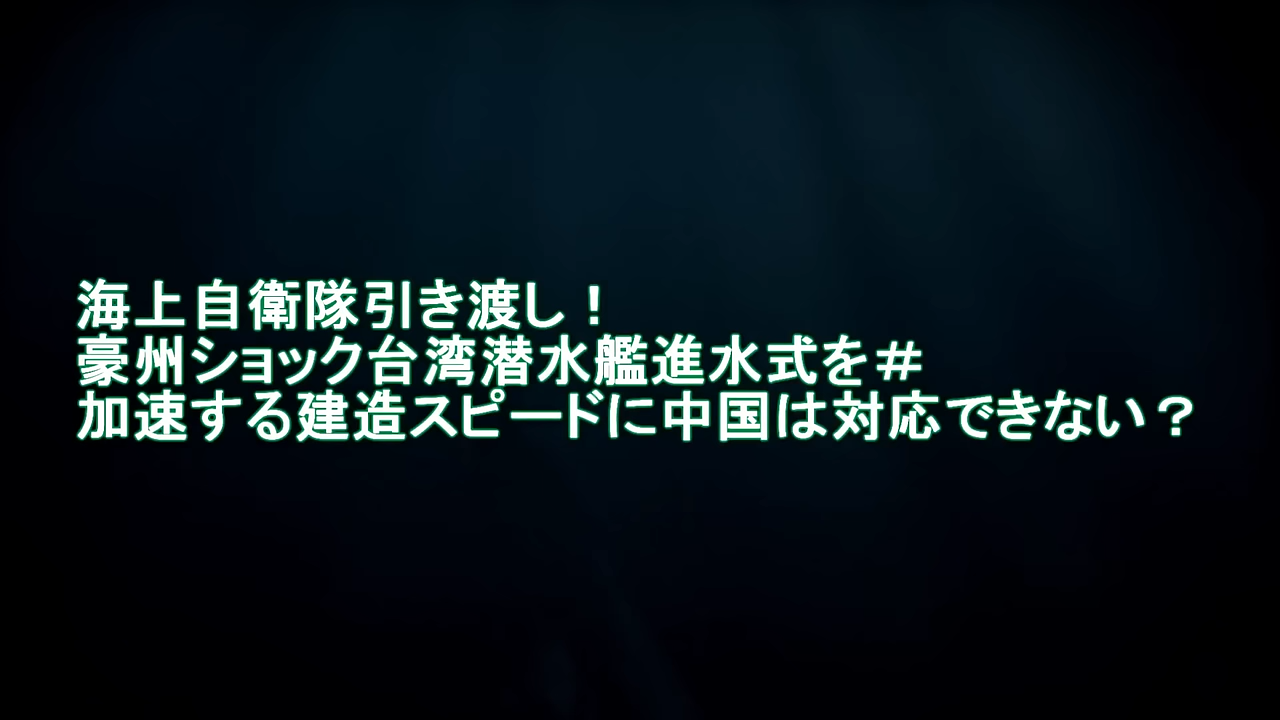 海上自衛隊引き渡し！
豪州ショック台湾潜水艦進水式を＃
加速する建造スピードに中国は対応できない？